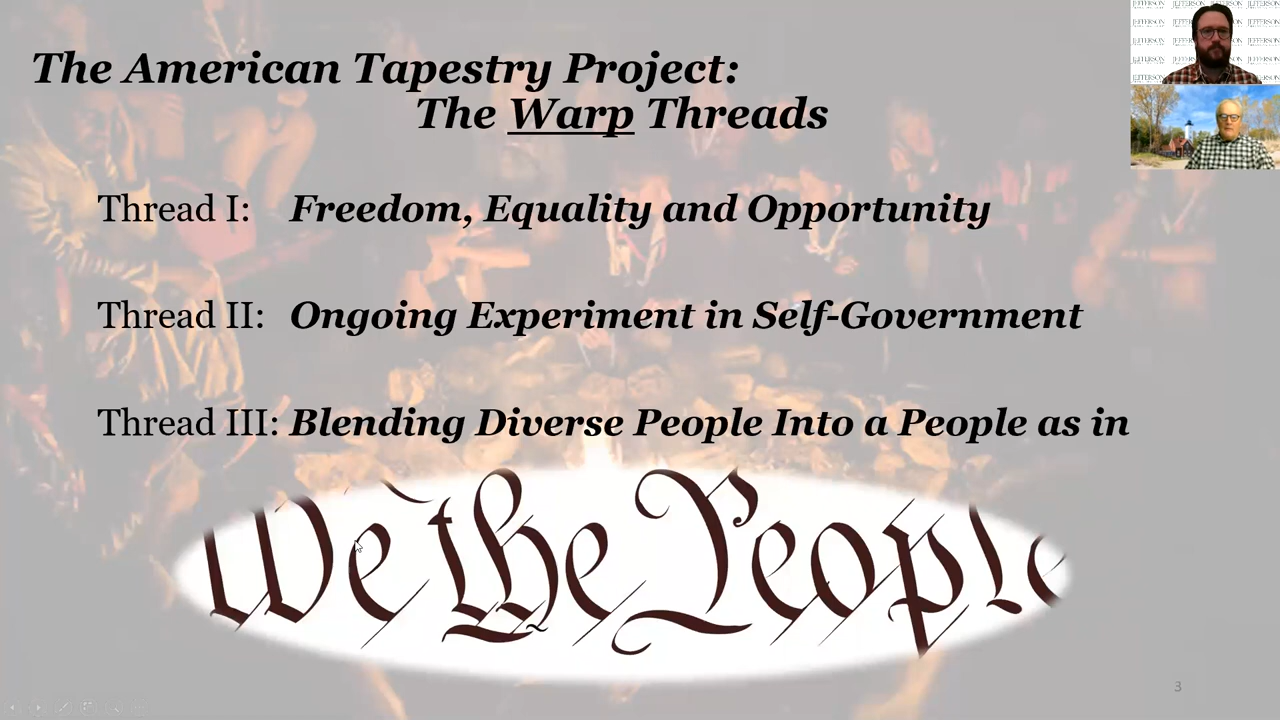 The American Tapestry Project:
The Warp Threads
Thread I: Freedom, Equality and Opportunity
Thread II: Ongoing Experiment in Self-Government
Thread III: Blending Diverse People Into a People as in
We the People
3
JEFFERSON